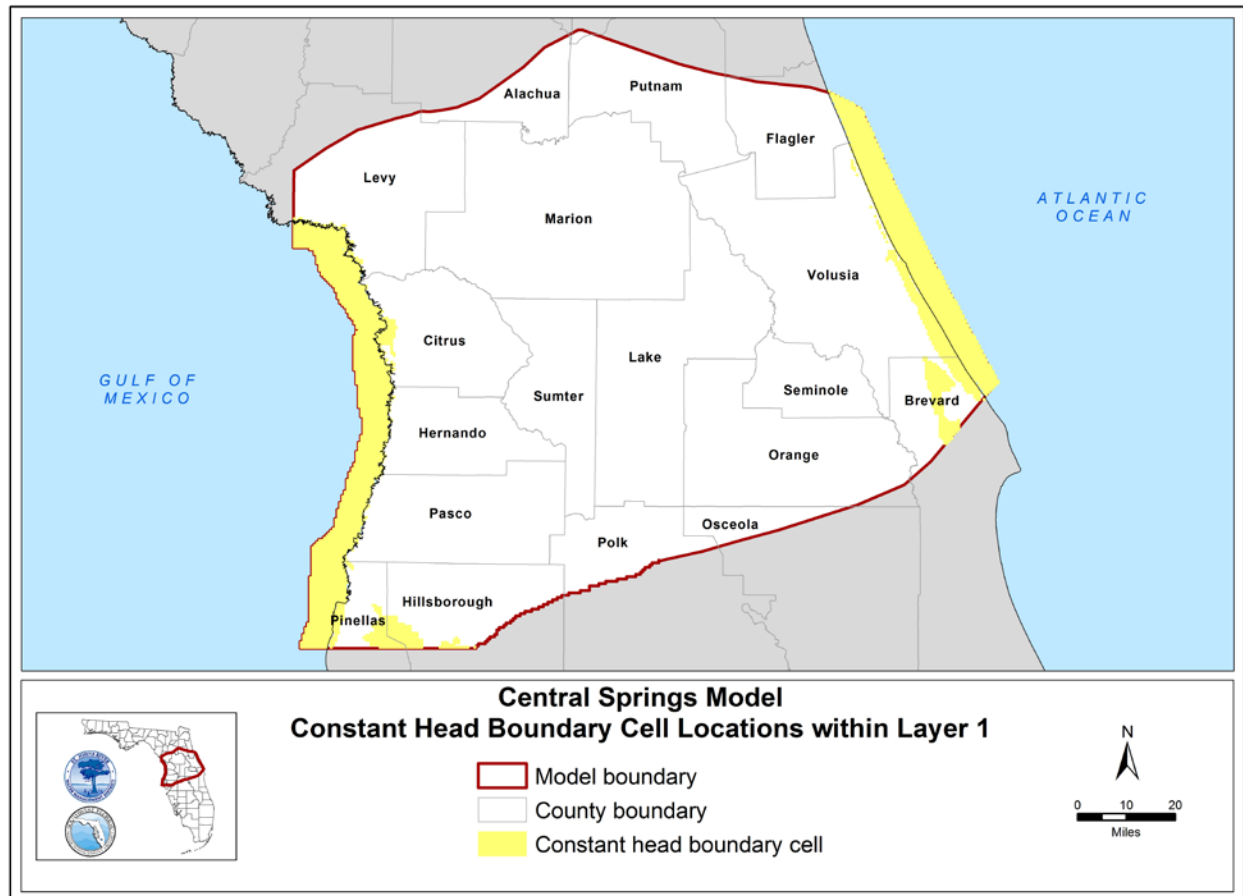 Alachua
Putnam
Flagler
Levy
Marion
ATLANTIC
OCEAN
Volusia
Citrus
Lake
GULF OF
MEXICO
Seminole
Sumter
Brevard
Hernando
Orange
Pasco
Osceola
Polk
Hillsborough
Pinellas
Central Springs Model
Constant Head Boundary Cell Locations within Layer 1
Model boundary
County boundary
Constant head boundary cell
N
0 10 20
Miles